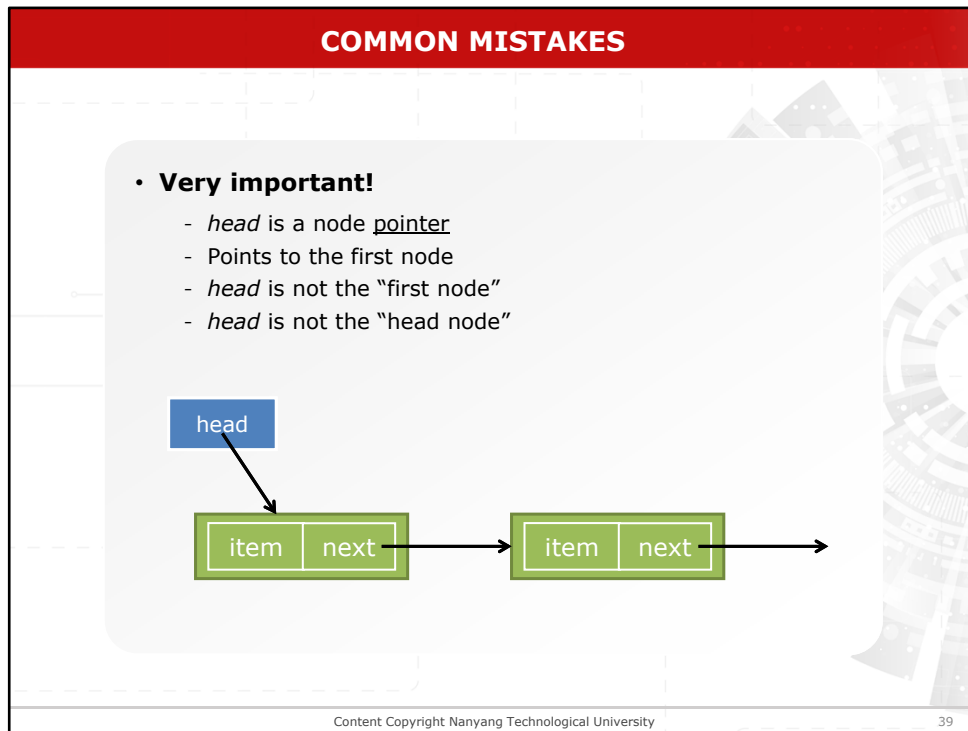 COMMON MISTAKES
• Very important!
- head is a node pointer
- Points to the first node
- head is not the “first node”
- head is not the “head node”
head
item next item next
Content Copyright Nanyang Technological University 39